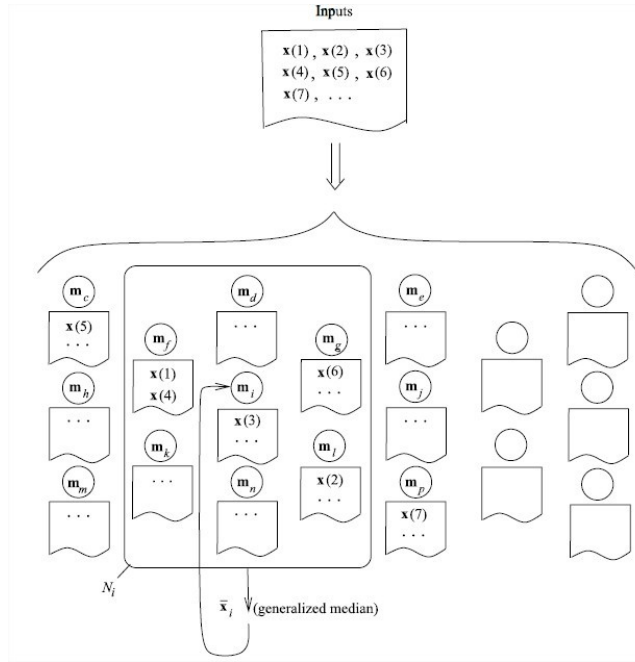 Inputs
x(1) , x(2) , x(3)
x(4) , x(5) , x(6)
x(7) , . . .
m_c
m_d
m_e
x(5)
. . .
. . .
. . .
m_f
m_g
x(1)
x(4)
x(6)
. . .
m_h
m_i
m_j
. . .
x(3)
. . .
. . .
m_k
m_l
. . .
x(2)
. . .
m_m
m_n
m_p
. . .
. . .
x(7)
. . .
N_i
x̄_i (generalized median)